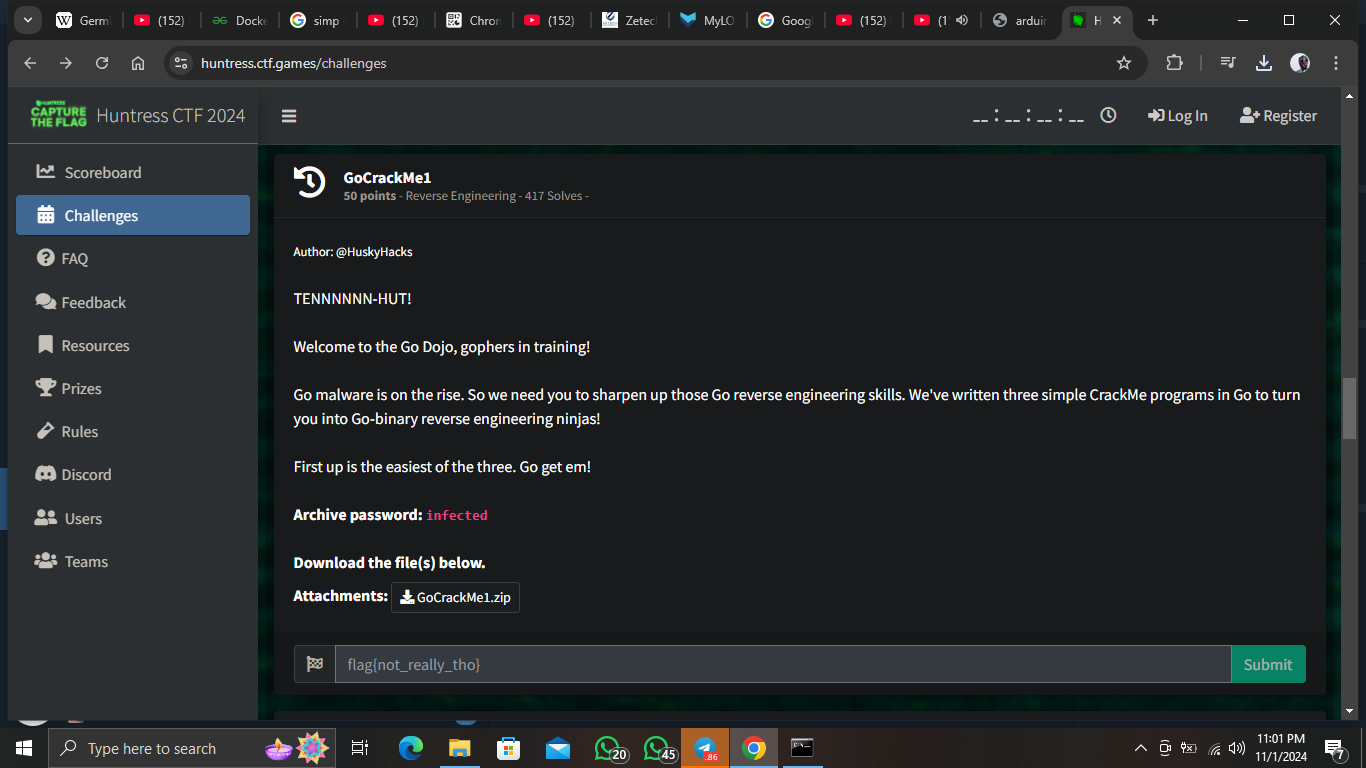 Germi
(152)
Docke
simp
(152)
Chron
(152)
Zetech
MyLO
Googl
(152)
(1
arduir
H
huntress.ctf.games/challenges
HUNTRESS
CAPTURE
THE FLAG
Huntress CTF 2024
__ : __ : __ : __
Log In
Register
Scoreboard
Challenges
FAQ
Feedback
Resources
Prizes
Rules
Discord
Users
Teams
GoCrackMe1
50 points - Reverse Engineering - 417 Solves -
Author: @HuskyHacks
TENNNNNN-HUT!
Welcome to the Go Dojo, gophers in training!
Go malware is on the rise. So we need you to sharpen up those Go reverse engineering skills. We've written three simple CrackMe programs in Go to turn
you into Go-binary reverse engineering ninjas!
First up is the easiest of the three. Go get em!
Archive password: infected
Download the file(s) below.
Attachments: GoCrackMe1.zip
flag{not_really_tho}
Submit
Type here to search
20
45
.86
11:01 PM
11/1/2024
7